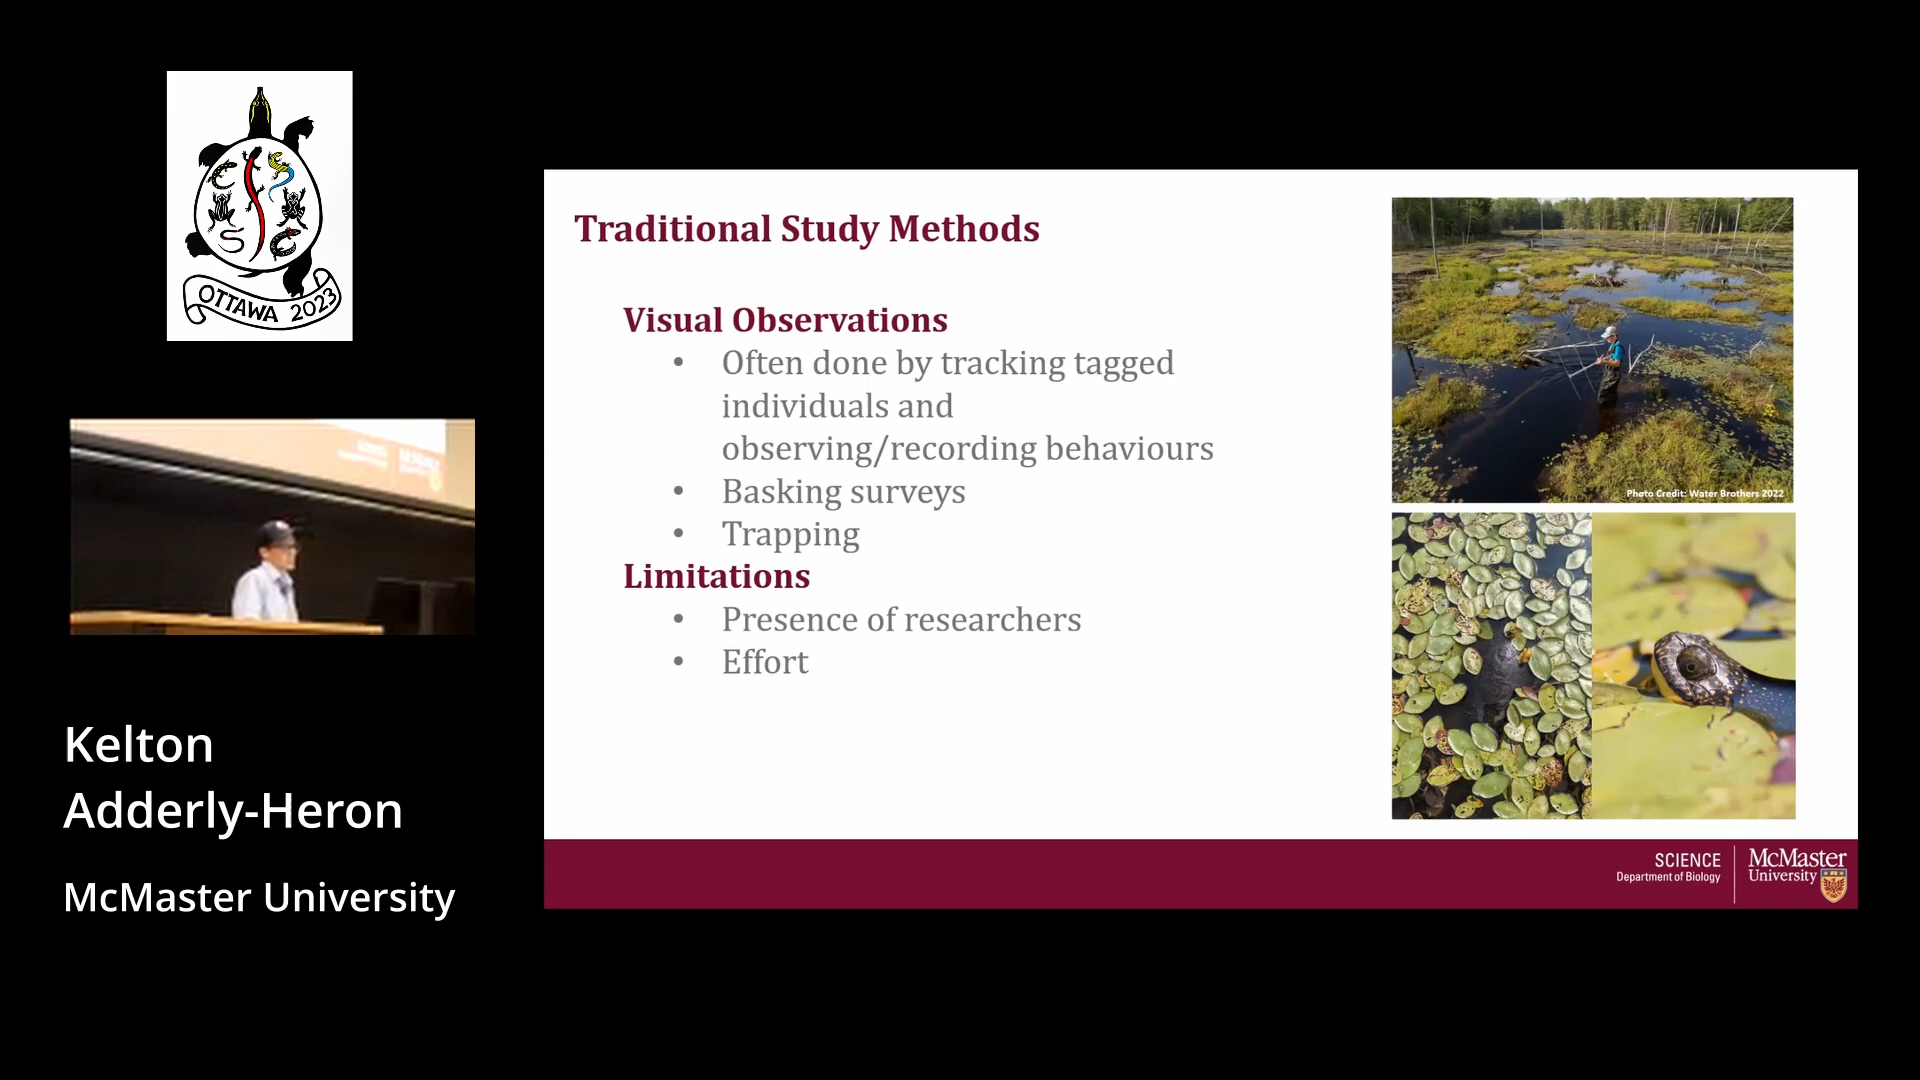 OTTAWA 2023
Kelton
Adderly-Heron
McMaster University
Traditional Study Methods
Visual Observations
• Often done by tracking tagged
individuals and
observing/recording behaviours
• Basking surveys
• Trapping
Limitations
• Presence of researchers
• Effort
Photo Credit: Water Brothers 2022
SCIENCE
Department of Biology
McMaster
University